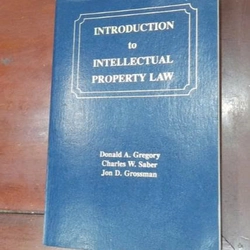 INTRODUCTION
to
INTELLECTUAL
PROPERTY LAW
Donald A. Gregory
Charles W. Saber
Jon D. Grossman